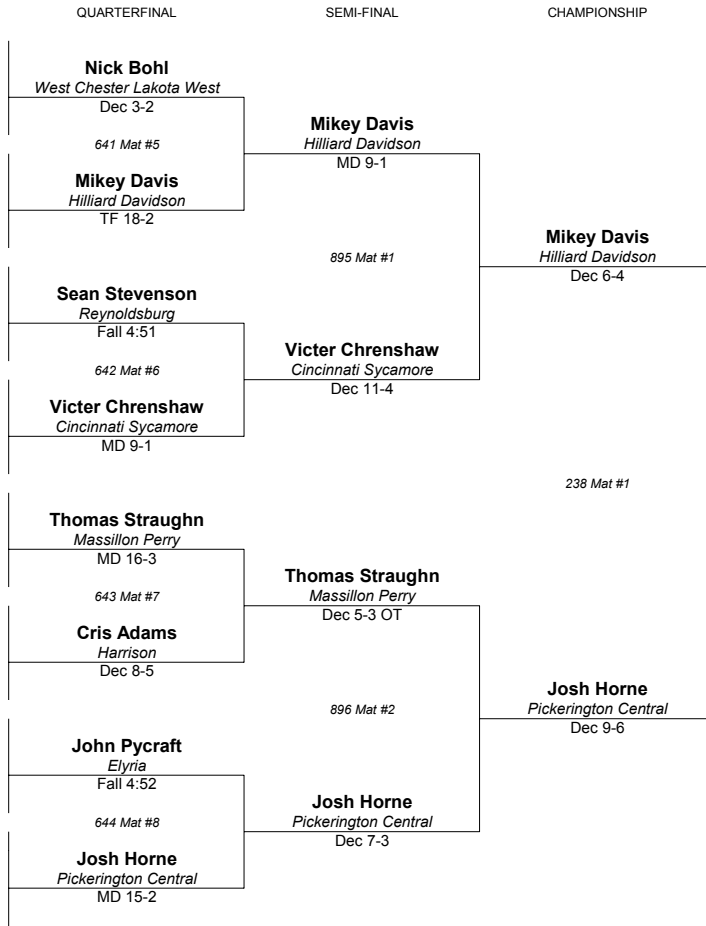 QUARTERFINAL SEMI-FINAL CHAMPIONSHIP
Nick Bohl
West Chester Lakota West
Dec 3-2
641 Mat #5
Mikey Davis
Hilliard Davidson
TF 18-2
Sean Stevenson
Reynoldsburg
Fall 4:51
642 Mat #6
Victer Chrenshaw
Cincinnati Sycamore
MD 9-1
Thomas Straughn
Massillon Perry
MD 16-3
643 Mat #7
Cris Adams
Harrison
Dec 8-5
John Pycraft
Elyria
Fall 4:52
644 Mat #8
Josh Horne
Pickerington Central
MD 15-2
Mikey Davis
Hilliard Davidson
MD 9-1
895 Mat #1
Victer Chrenshaw
Cincinnati Sycamore
Dec 11-4
Thomas Straughn
Massillon Perry
Dec 5-3 OT
896 Mat #2
Josh Horne
Pickerington Central
Dec 7-3
Mikey Davis
Hilliard Davidson
Dec 6-4
238 Mat #1
Josh Horne
Pickerington Central
Dec 9-6